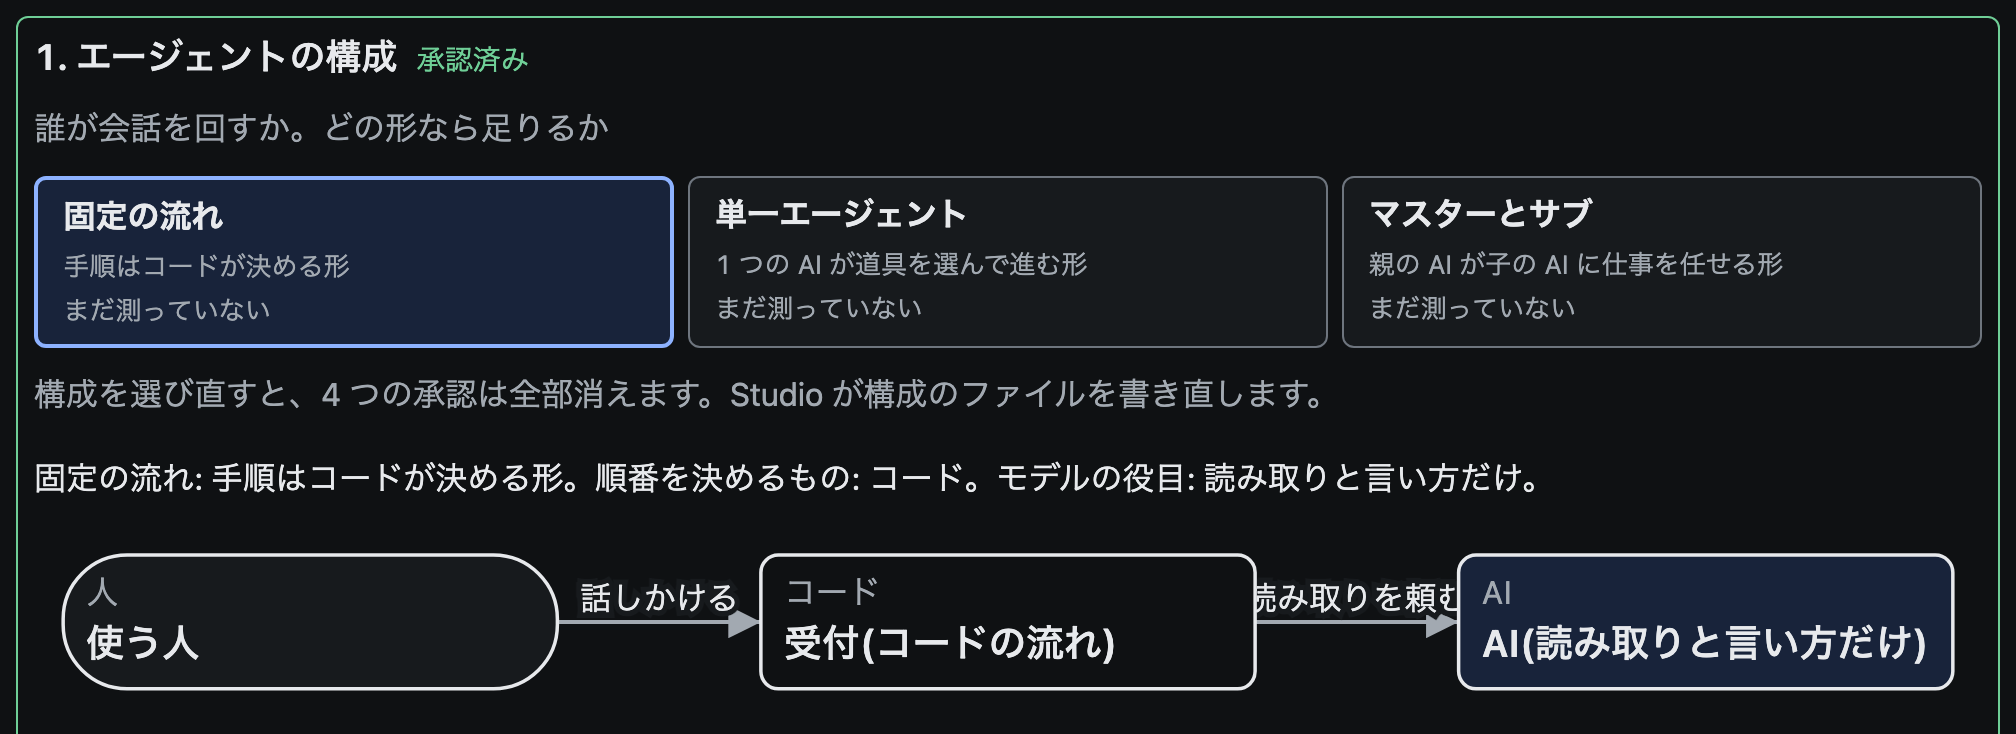 1. エージェントの構成 承認済み
誰が会話を回すか。どの形なら足りるか
固定の流れ
手順はコードが決める形
まだ測っていない
単一エージェント
1 つの AI が道具を選んで進む形
まだ測っていない
マスターとサブ
親の AI が子の AI に仕事を任せる形
まだ測っていない
構成を選び直すと、4 つの承認は全部消えます。Studio が構成のファイルを書き直します。
固定の流れ: 手順はコードが決める形。順番を決めるもの: コード。モデルの役目: 読み取りと言い方だけ。
人
使う人
話しかける
コード
受付(コードの流れ)
読み取りを頼む
AI
AI(読み取りと言い方だけ)